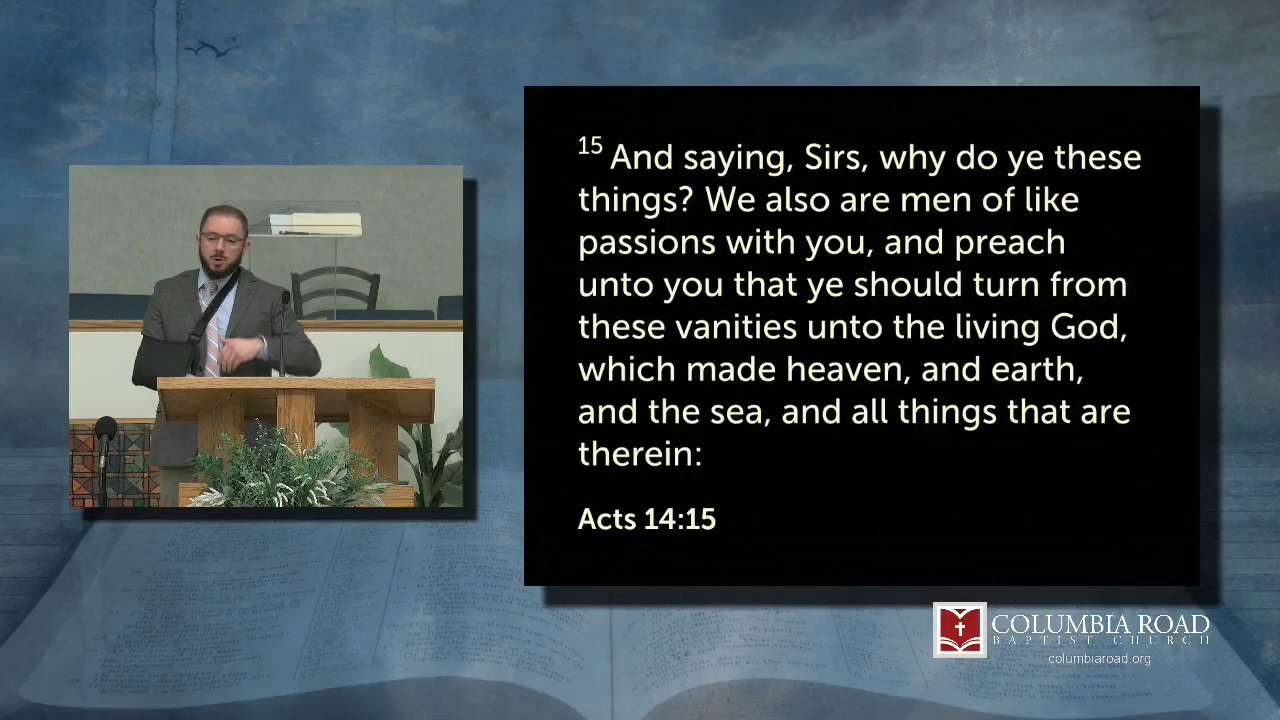 15 And saying, Sirs, why do ye these
things? We also are men of like
passions with you, and preach
unto you that ye should turn from
these vanities unto the living God,
which made heaven, and earth,
and the sea, and all things that are
therein:
Acts 14:15
COLUMBIA ROAD
BAPTIST CHURCH
columbiaroad.org